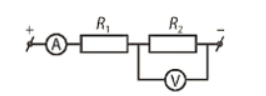 + A R₁ R₂ −
V